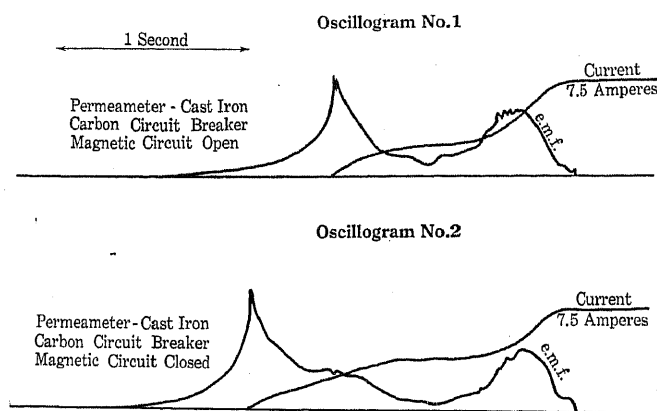 Oscillogram No.1
1 Second
Current
7.5 Amperes
Permeameter - Cast Iron
Carbon Circuit Breaker
Magnetic Circuit Open
e.m.f.
Oscillogram No.2
Current
7.5 Amperes
Permeameter - Cast Iron
Carbon Circuit Breaker
Magnetic Circuit Closed
e.m.f.